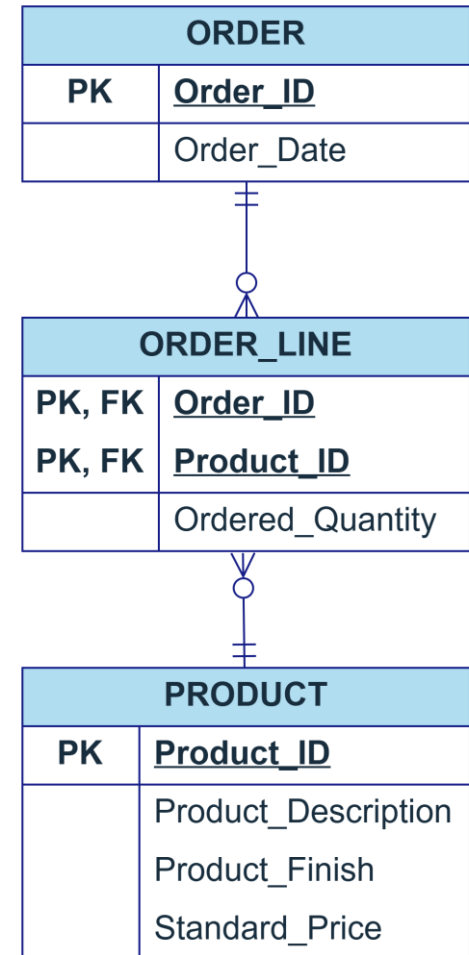 ORDER
PK Order_ID
Order_Date
ORDER_LINE
PK, FK Order_ID
PK, FK Product_ID
Ordered_Quantity
PRODUCT
PK Product_ID
Product_Description
Product_Finish
Standard_Price